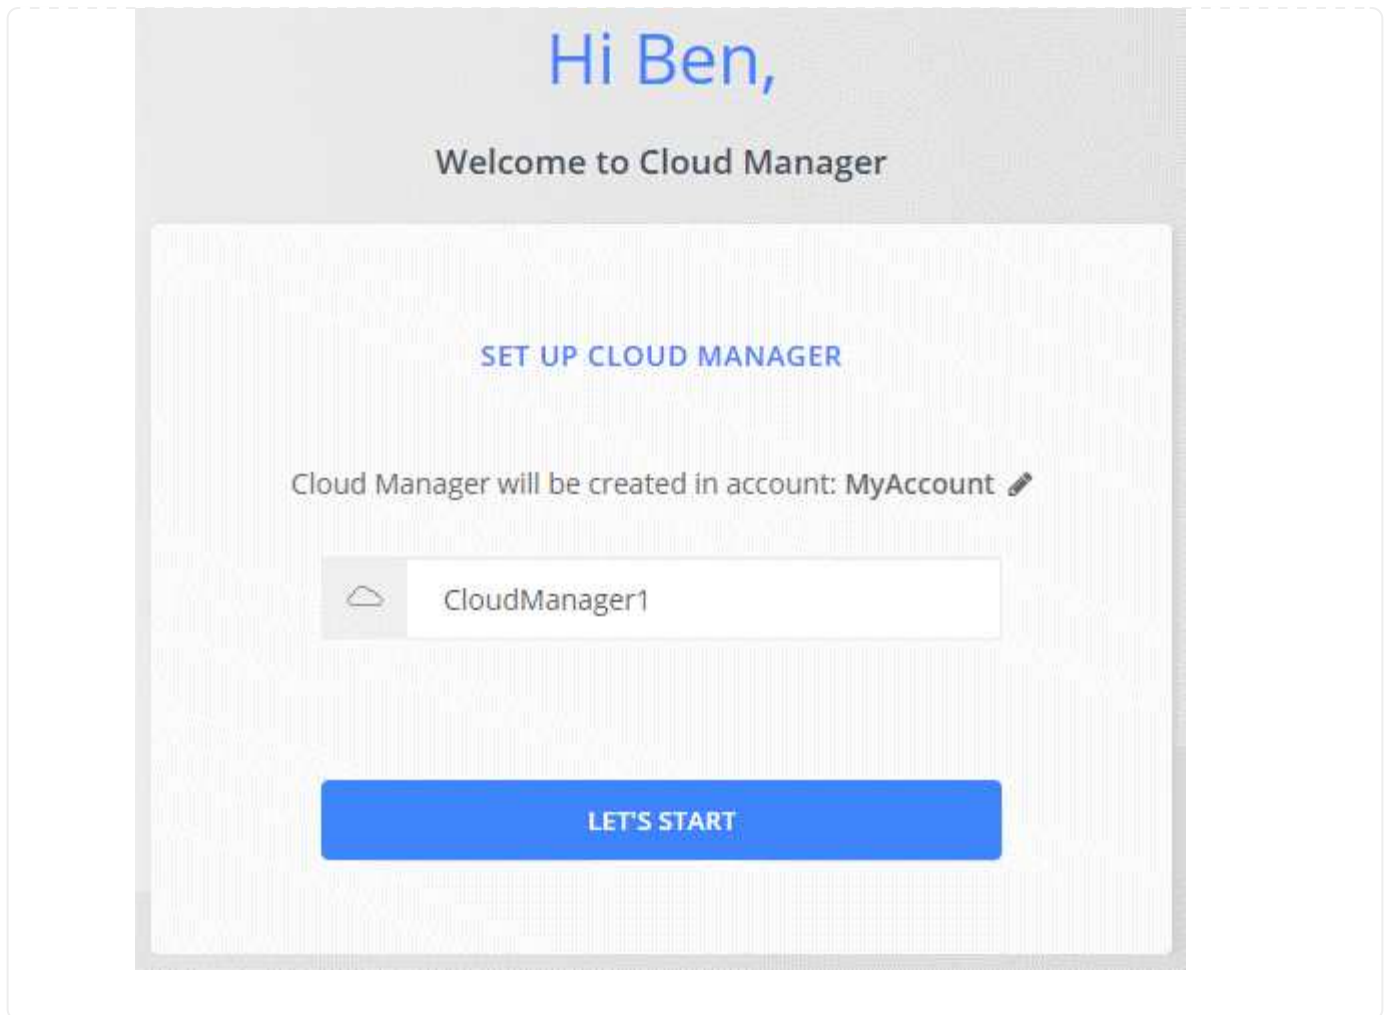 Hi Ben,
Welcome to Cloud Manager
SET UP CLOUD MANAGER
Cloud Manager will be created in account: MyAccount
CloudManager1
LET'S START